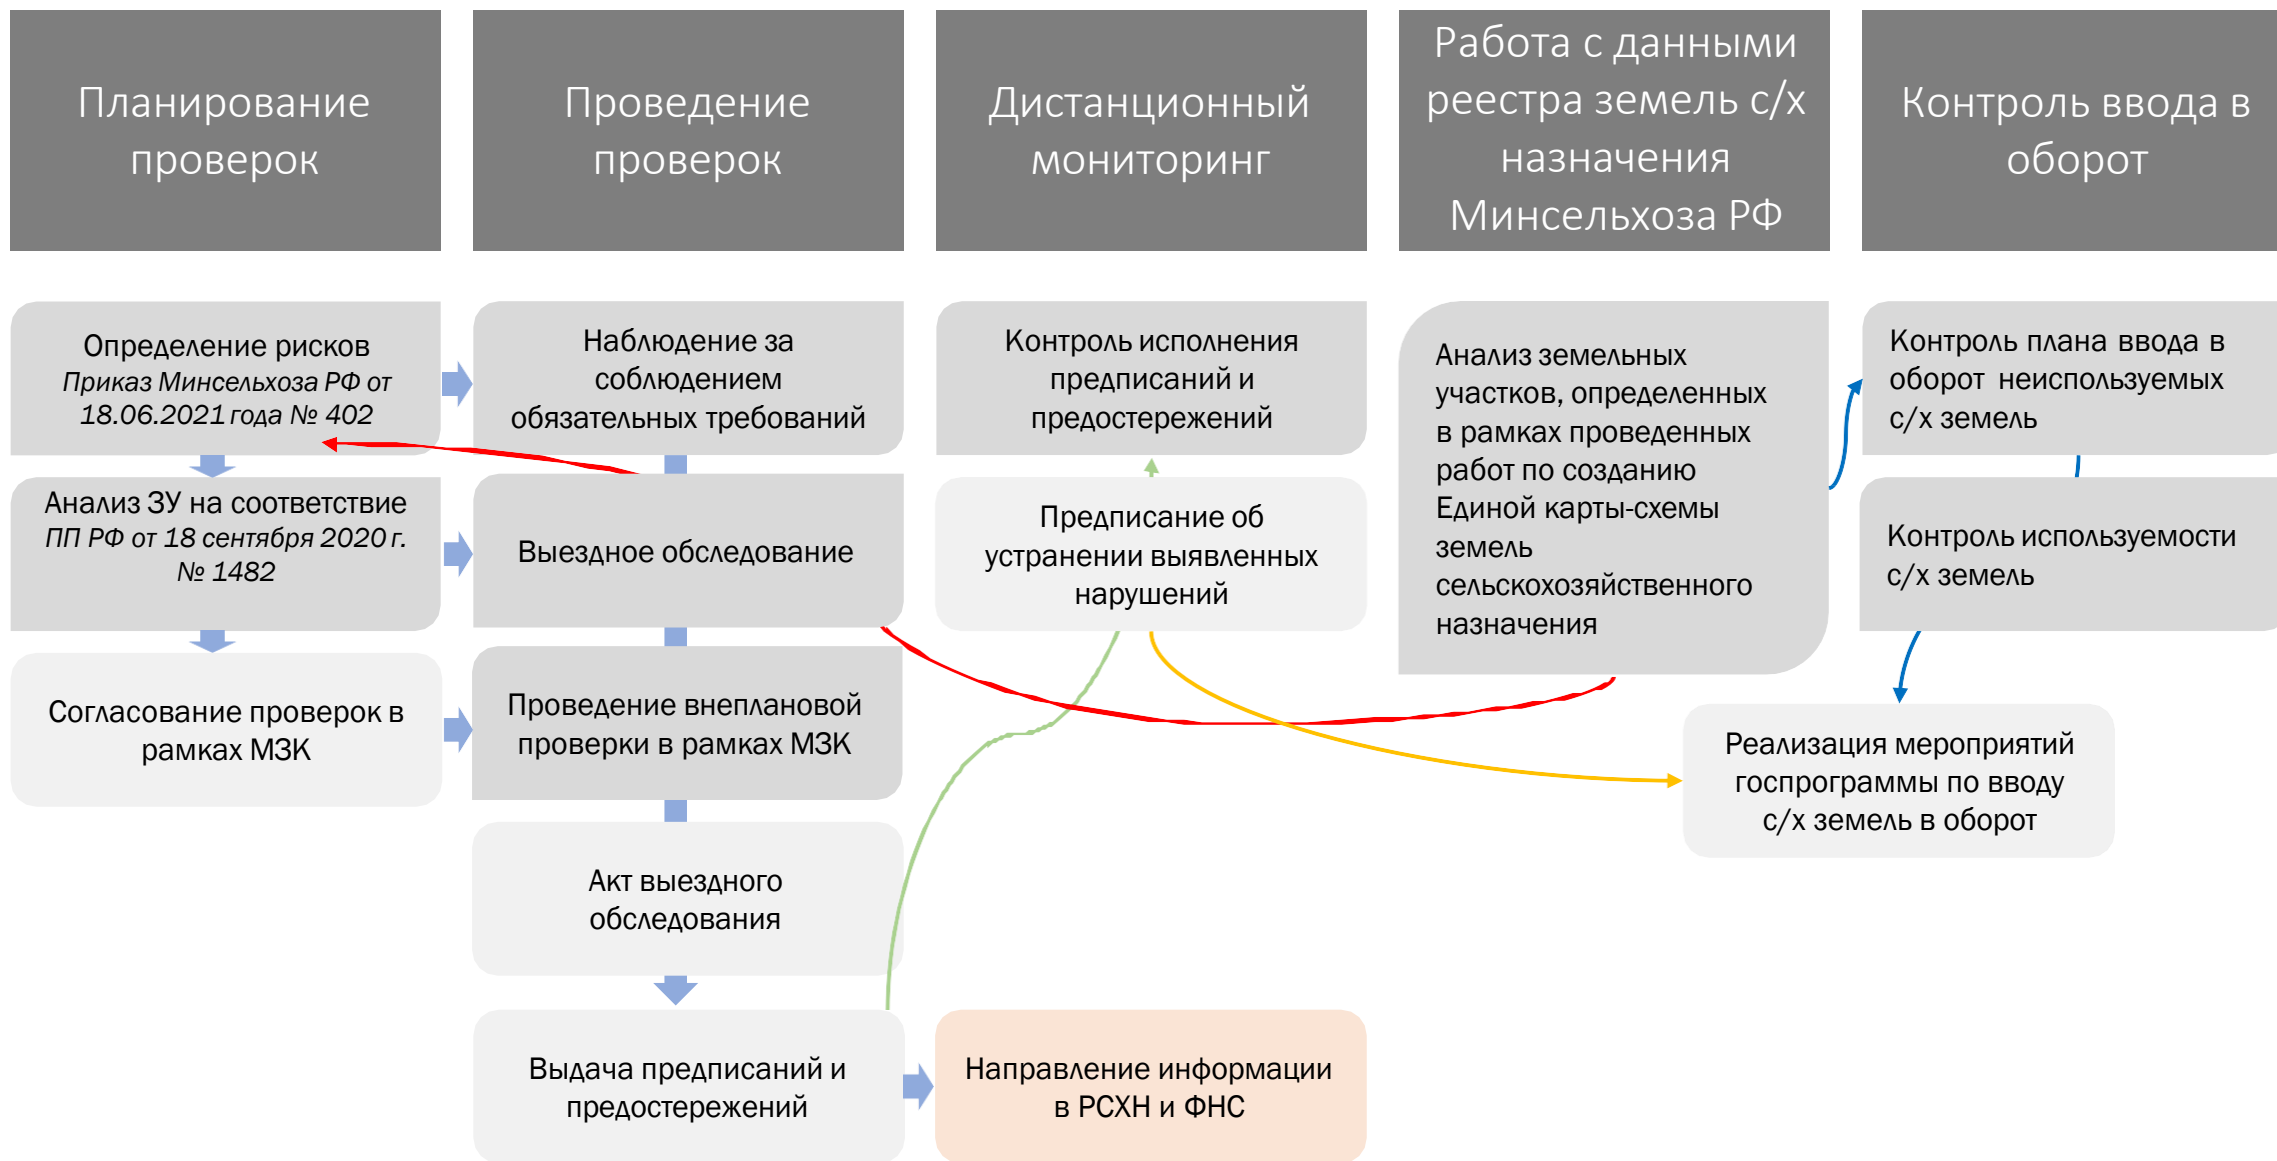 Планирование
проверок
Проведение
проверок
Дистанционный
мониторинг
Работа с данными
реестра земель с/х
назначения
Минсельхоза РФ
Контроль ввода в
оборот
Определение рисков
Приказ Минсельхоза РФ от
18.06.2021 года № 402
Анализ ЗУ на соответствие
ПП РФ от 18 сентября 2020 г.
№ 1482
Согласование проверок в
рамках МЗК
Наблюдение за
соблюдением
обязательных требований
Выездное обследование
Проведение внеплановой
проверки в рамках МЗК
Акт выездного
обследования
Выдача предписаний и
предостережений
Контроль исполнения
предписаний и
предостережений
Предписание об
устранении выявленных
нарушений
Направление информации
в РСХН и ФНС
Анализ земельных
участков, определенных
в рамках проведенных
работ по созданию
Единой карты-схемы
земель
сельскохозяйственного
назначения
Контроль плана ввода в
оборот неиспользуемых
с/х земель
Контроль используемости
с/х земель
Реализация мероприятий
госпрограммы по вводу
с/х земель в оборот